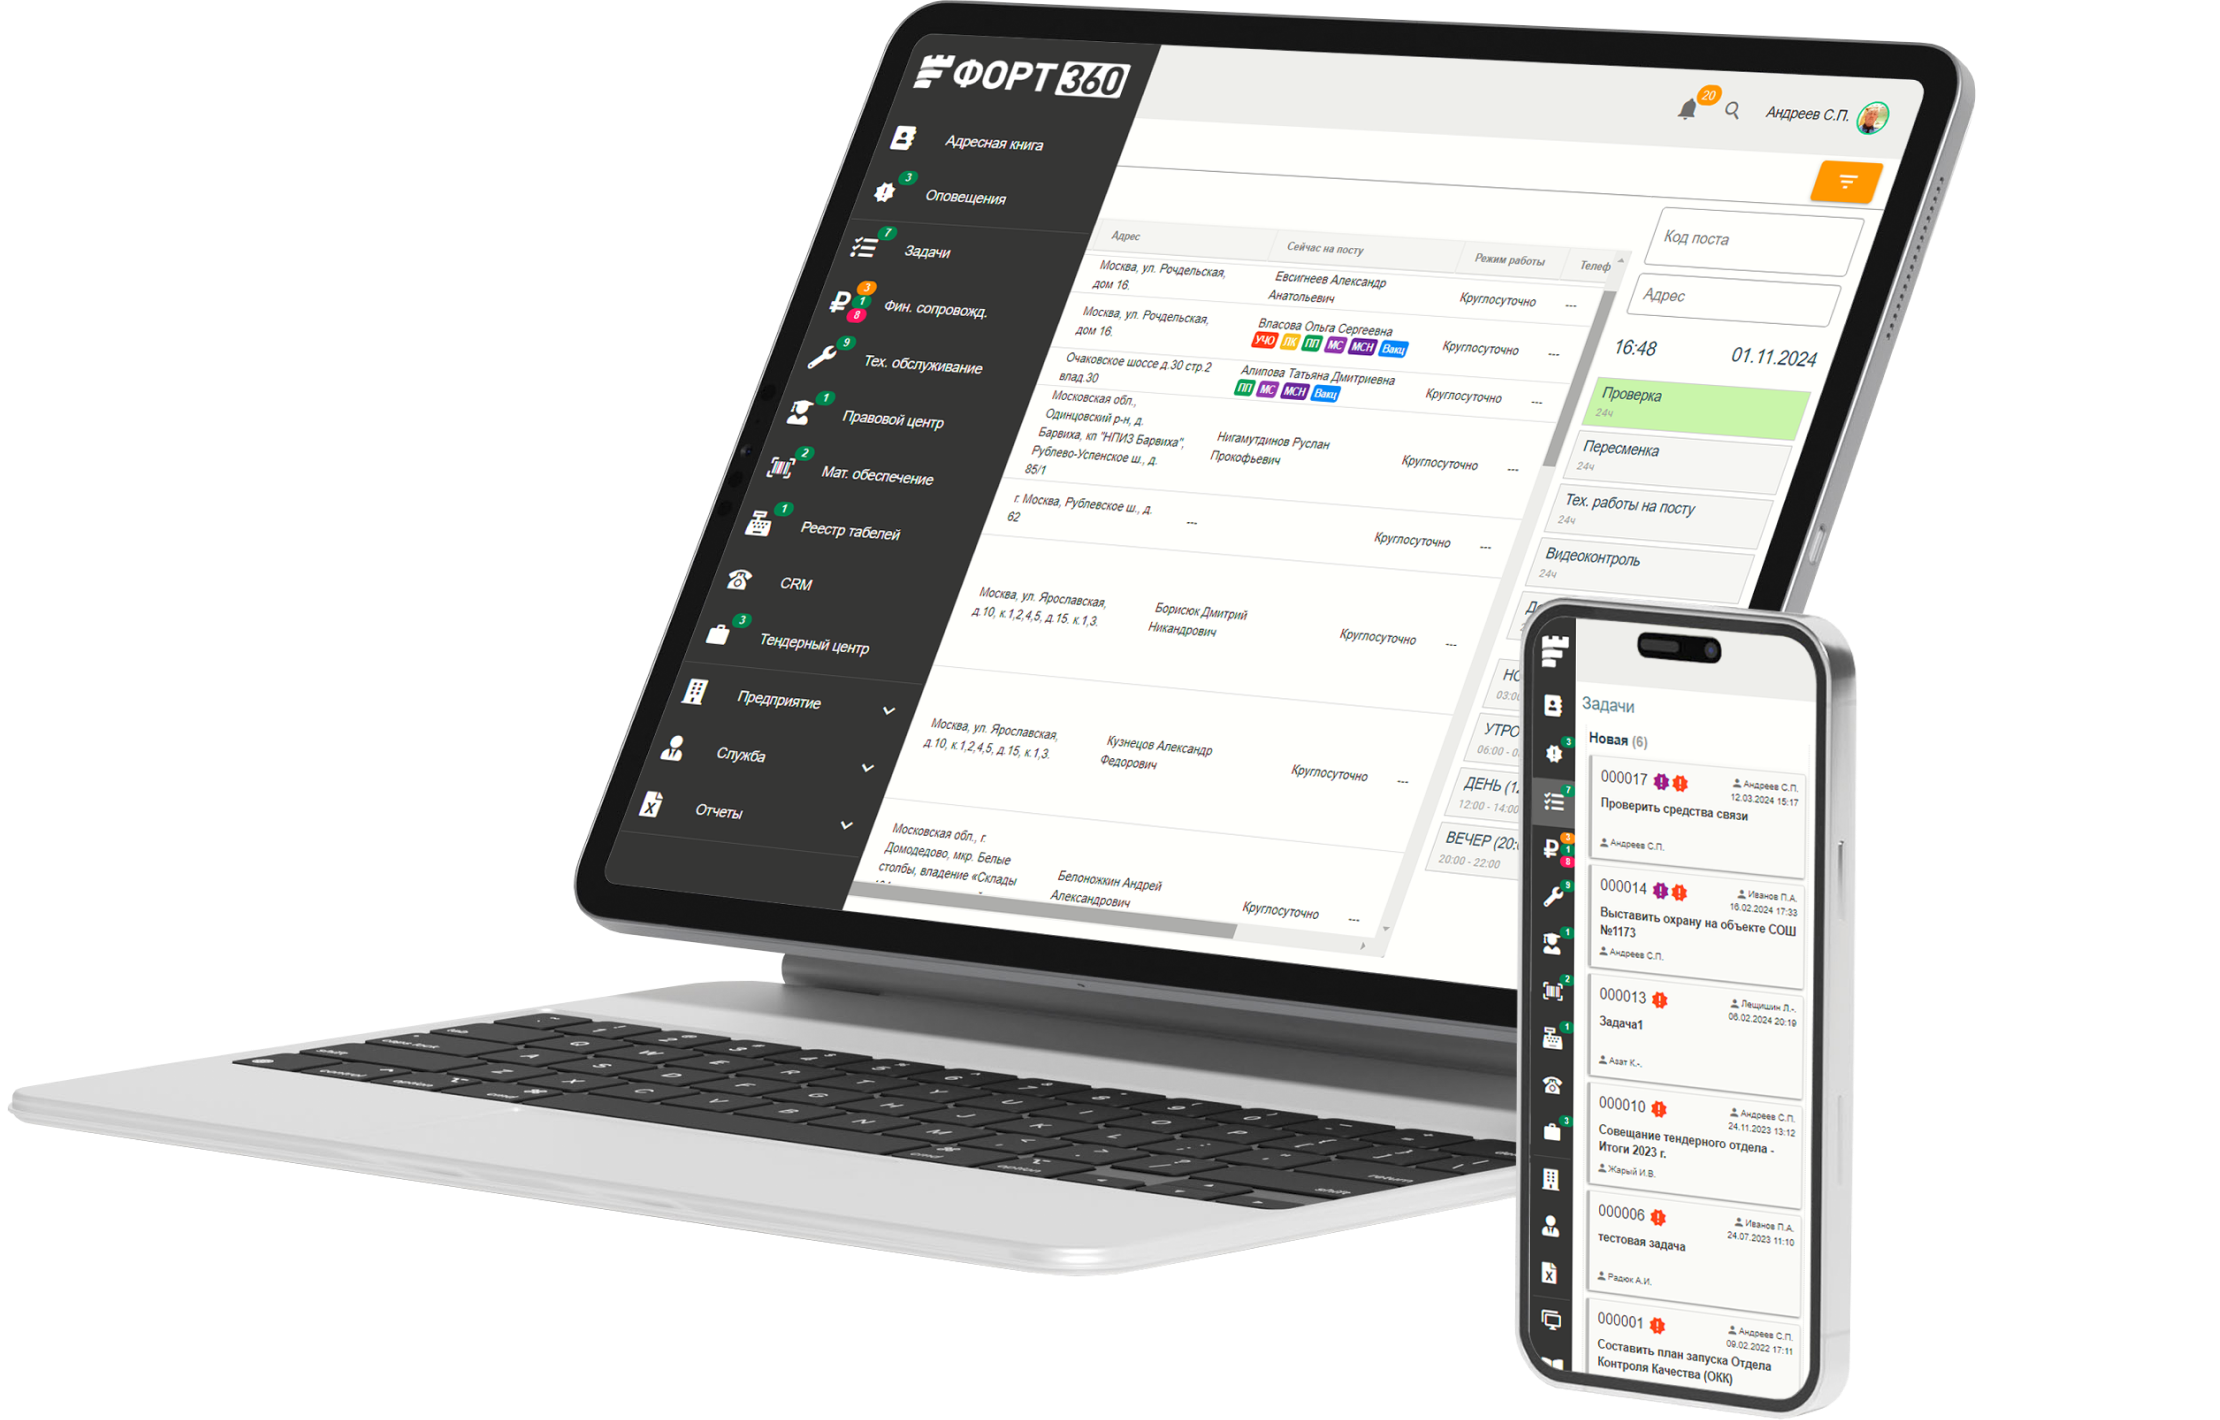 ФОРТ 360
Адресная книга
3
Оповещения
7
Задачи
3
1
8
Фин. сопровожд.
9
Тех. обслуживание
1
Правовой центр
2
Мат. обеспечение
1
Реестр табелей
CRM
3
Тендерный центр
Предприятие
Служба
Отчеты
20
Андреев С.П.
Адрес
Сейчас на посту
Режим работы
Телеф
Москва, ул. Рочдельская,
дом 16.
Евсигнеев Александр
Анатольевич
Круглосуточно
---
Москва, ул. Рочдельская,
дом 16.
Власова Ольга Сергеевна
УЧО ПК ПП МС МСН Вакц
Круглосуточно
---
Очаковское шоссе д.30 стр.2
влад.30
Алипова Татьяна Дмитриевна
ПП МС МСН Вакц
Круглосуточно
---
Московская обл.,
Одинцовский р-н, д.
Барвиха, кп "НПИЗ Барвиха",
Рублево-Успенское ш., д.
85/1
Нигамутдинов Руслан
Прокофьевич
Круглосуточно
---
г. Москва, Рублевское ш., д.
62
---
Круглосуточно
---
Москва, ул. Ярославская,
д.10, к.1,2,4,5, д.15. к.1,3.
Борисюк Дмитрий
Никандрович
Круглосуточно
---
Москва, ул. Ярославская,
д.10, к.1,2,4,5, д.15, к.1,3.
Кузнецов Александр
Федорович
Круглосуточно
---
Московская обл., г.
Домодедово, мкр. Белые
столбы, владение «Склады
Белоножкин Андрей
Александрович
Круглосуточно
---
Код поста
Адрес
16:48
01.11.2024
Проверка
24ч
Пересменка
24ч
Тех. работы на посту
24ч
Видеоконтроль
24ч
УТРО
06:00 -
ДЕНЬ (12
12:00 - 14:00
ВЕЧЕР (20:
20:00 - 22:00
Задачи
Новая (6)
000017
Андреев С.П.
12.03.2024 15:17
Проверить средства связи
Андреев С.П.
000014
Иванов П.А.
16.02.2024 17:33
Выставить охрану на объекте СОШ
№1173
Андреев С.П.
000013
Лещишин Л.-.
06.02.2024 20:19
Задача1
Азат К.-.
000010
Андреев С.П.
24.11.2023 13:12
Совещание тендерного отдела -
Итоги 2023 г.
Жарый И.В.
000006
Иванов П.А.
24.07.2023 11:10
тестовая задача
Радюк А.И.
000001
Андреев С.П.
09.02.2022 17:11
Составить план запуска Отдела
Контроля Качества (ОКК)
3
7
3
1
8
9
1
2
1
3